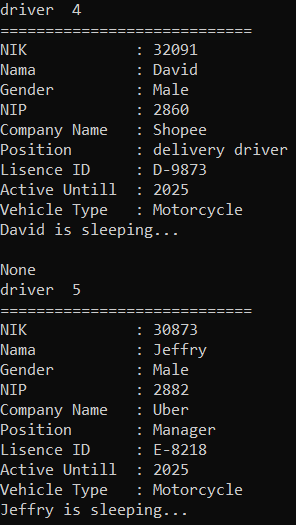 driver  4
============================
NIK            : 32091
Nama           : David
Gender         : Male
NIP            : 2860
Company Name   : Shopee
Position       : delivery driver
Lisence ID     : D-9873
Active Untill  : 2025
Vehicle Type   : Motorcycle
David is sleeping...

None
driver  5
============================
NIK            : 30873
Nama           : Jeffry
Gender         : Male
NIP            : 2882
Company Name   : Uber
Position       : Manager
Lisence ID     : E-8218
Active Untill  : 2025
Vehicle Type   : Motorcycle
Jeffry is sleeping...